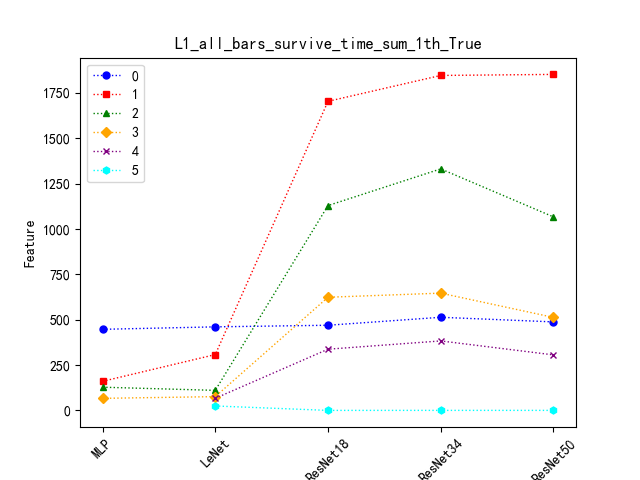 L1_all_bars_survive_time_sum_1th_True
0
1
2
3
4
5
Feature
1750
1500
1250
1000
750
500
250
0
MLP
LeNet
ResNet18
ResNet34
ResNet50